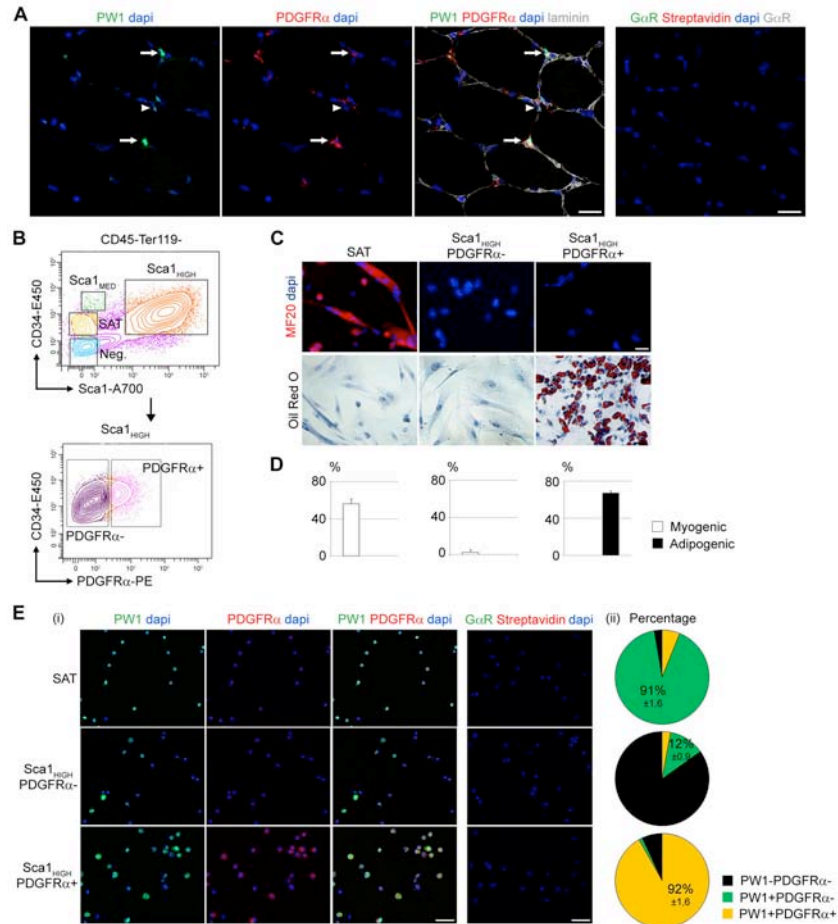 A
PW1 dapi
PDGFRα dapi
PW1 PDGFRα dapi laminin
GαR Streptavidin dapi GαR
B
CD45-Ter119-
Sca1MED
Sca1HIGH
SAT
Neg.
CD34-E450
Sca1-A700
Sca1HIGH
PDGFRα+
PDGFRα-
CD34-E450
PDGFRα-PE
C
SAT
Sca1HIGH PDGFRα-
Sca1HIGH PDGFRα+
MF20 dapi
Oil Red O
D
% % %
80 80 80
40 40 40
0 0 0
Myogenic
Adipogenic
E (i)
PW1 dapi
PDGFRα dapi
PW1 PDGFRα dapi
GαR Streptavidin dapi
(ii) Percentage
SAT
91%
±1,6
Sca1HIGH
PDGFRα-
12%
±0,9
Sca1HIGH
PDGFRα+
92%
±1,6
PW1-PDGFRα-
PW1+PDGFRα-
PW1+PDGFRα+